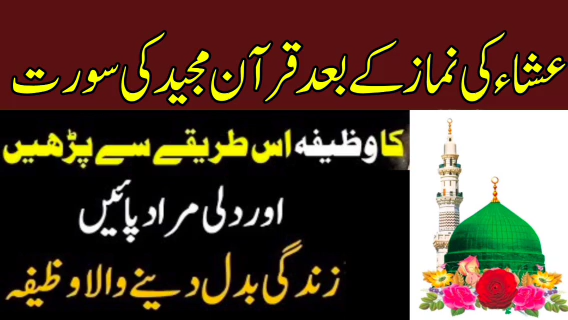 عشاء کی نماز کے بعد قرآن مجید کی سورت
کا وظیفہ اس طریقے سے پڑھیں
اور دلی مراد پائیں
زندگی بدل دینے والا وظیفہ